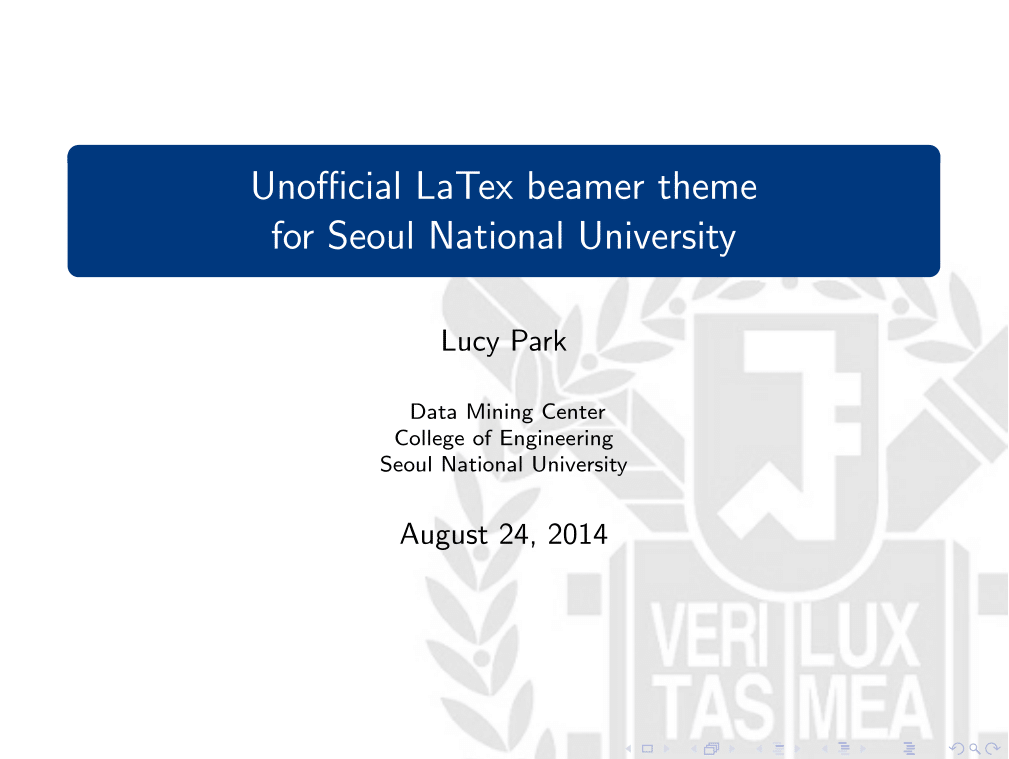 Unofficial LaTex beamer theme
for Seoul National University
Lucy Park
Data Mining Center
College of Engineering
Seoul National University
August 24, 2014
VERI LUX
TAS MEA